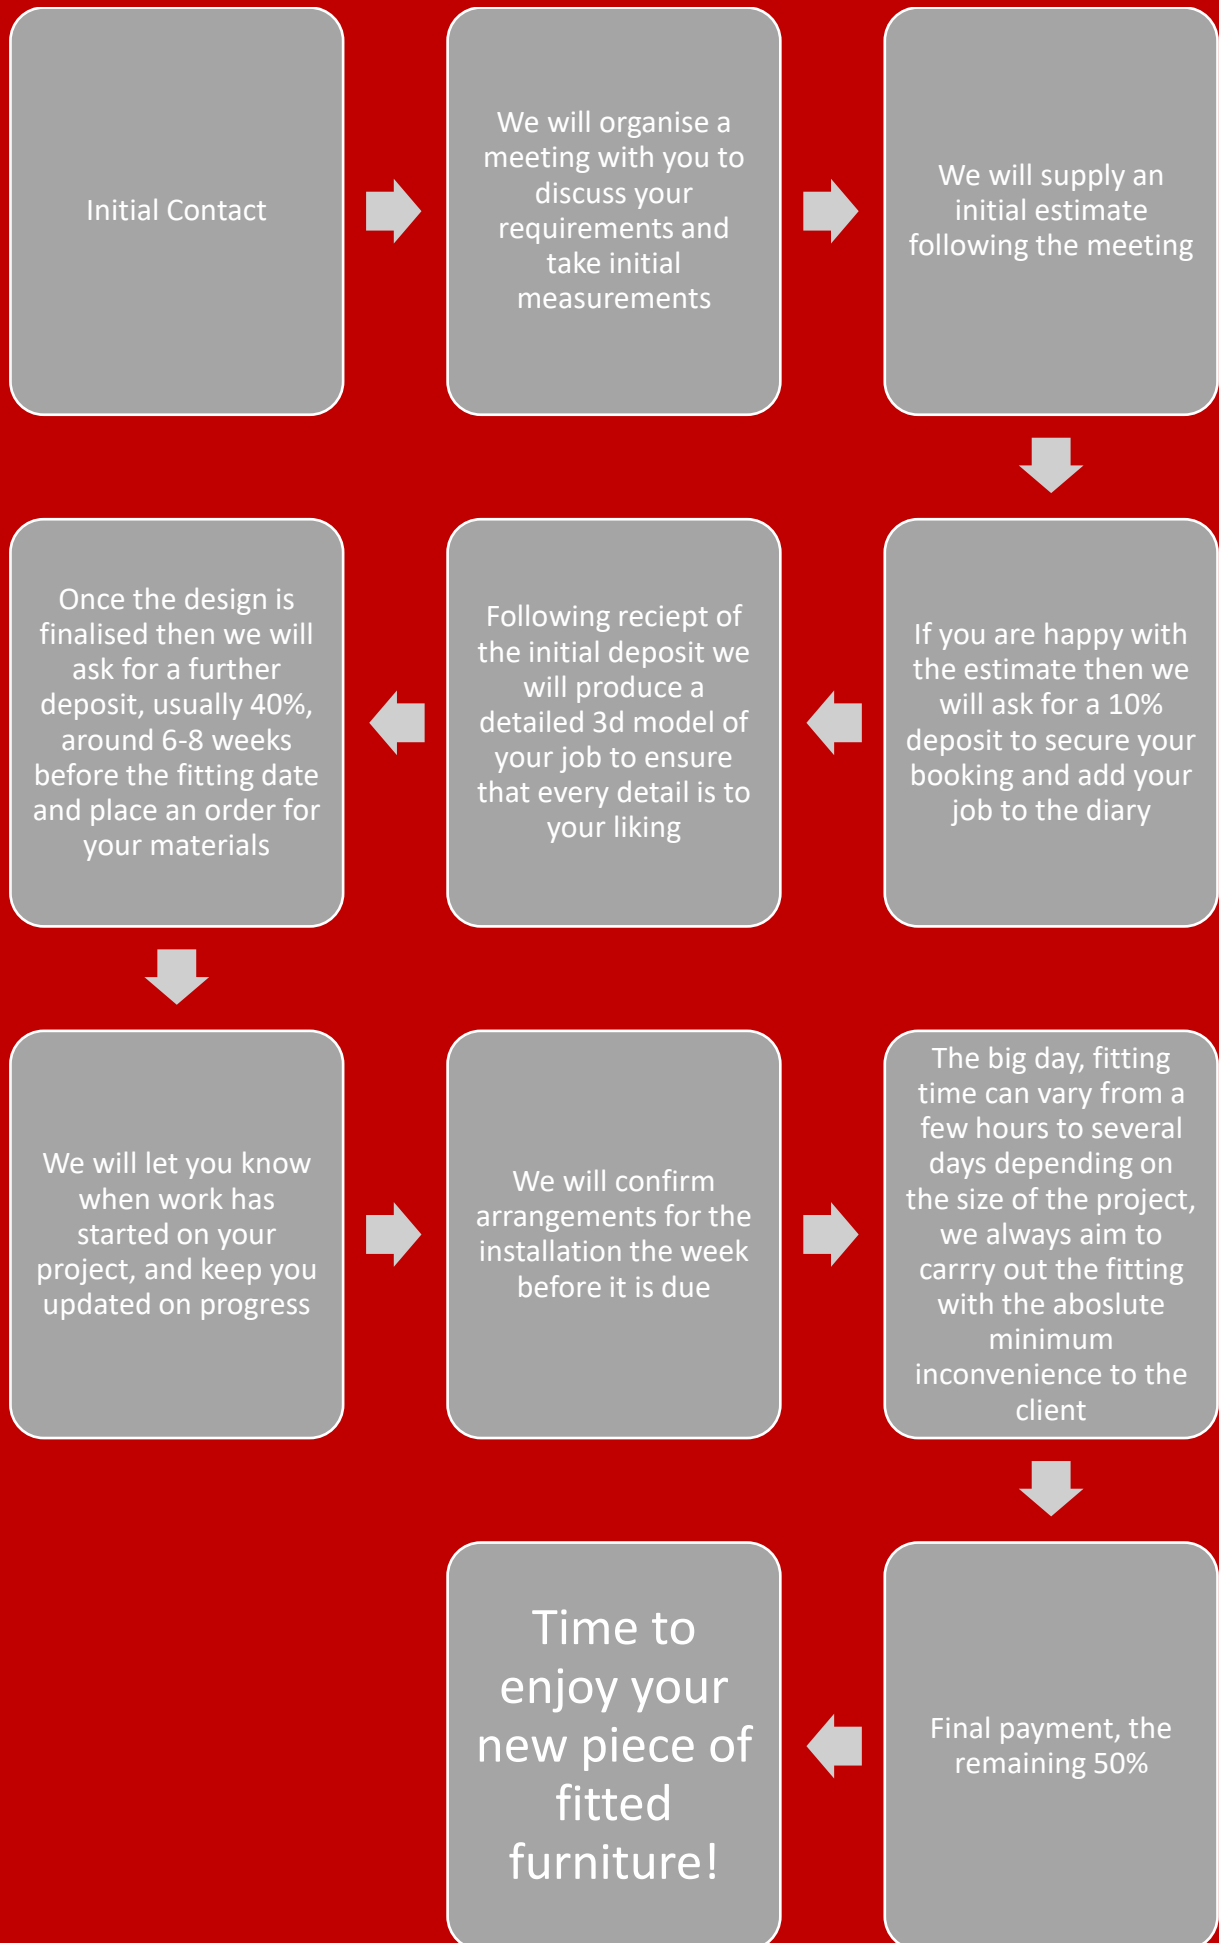 Initial Contact
We will organise a
meeting with you to
discuss your
requirements and
take initial
measurements
We will supply an
initial estimate
following the meeting
If you are happy with
the estimate then we
will ask for a 10%
deposit to secure your
booking and add your
job to the diary
Following reciept of
the initial deposit we
will produce a
detailed 3d model of
your job to ensure
that every detail is to
your liking
Once the design is
finalised then we will
ask for a further
deposit, usually 40%,
around 6-8 weeks
before the fitting date
and place an order for
your materials
We will let you know
when work has
started on your
project, and keep you
updated on progress
We will confirm
arrangements for the
installation the week
before it is due
The big day, fitting
time can vary from a
few hours to several
days depending on
the size of the project,
we always aim to
carrry out the fitting
with the aboslute
minimum
inconvenience to the
client
Final payment, the
remaining 50%
Time to
enjoy your
new piece of
fitted
furniture!